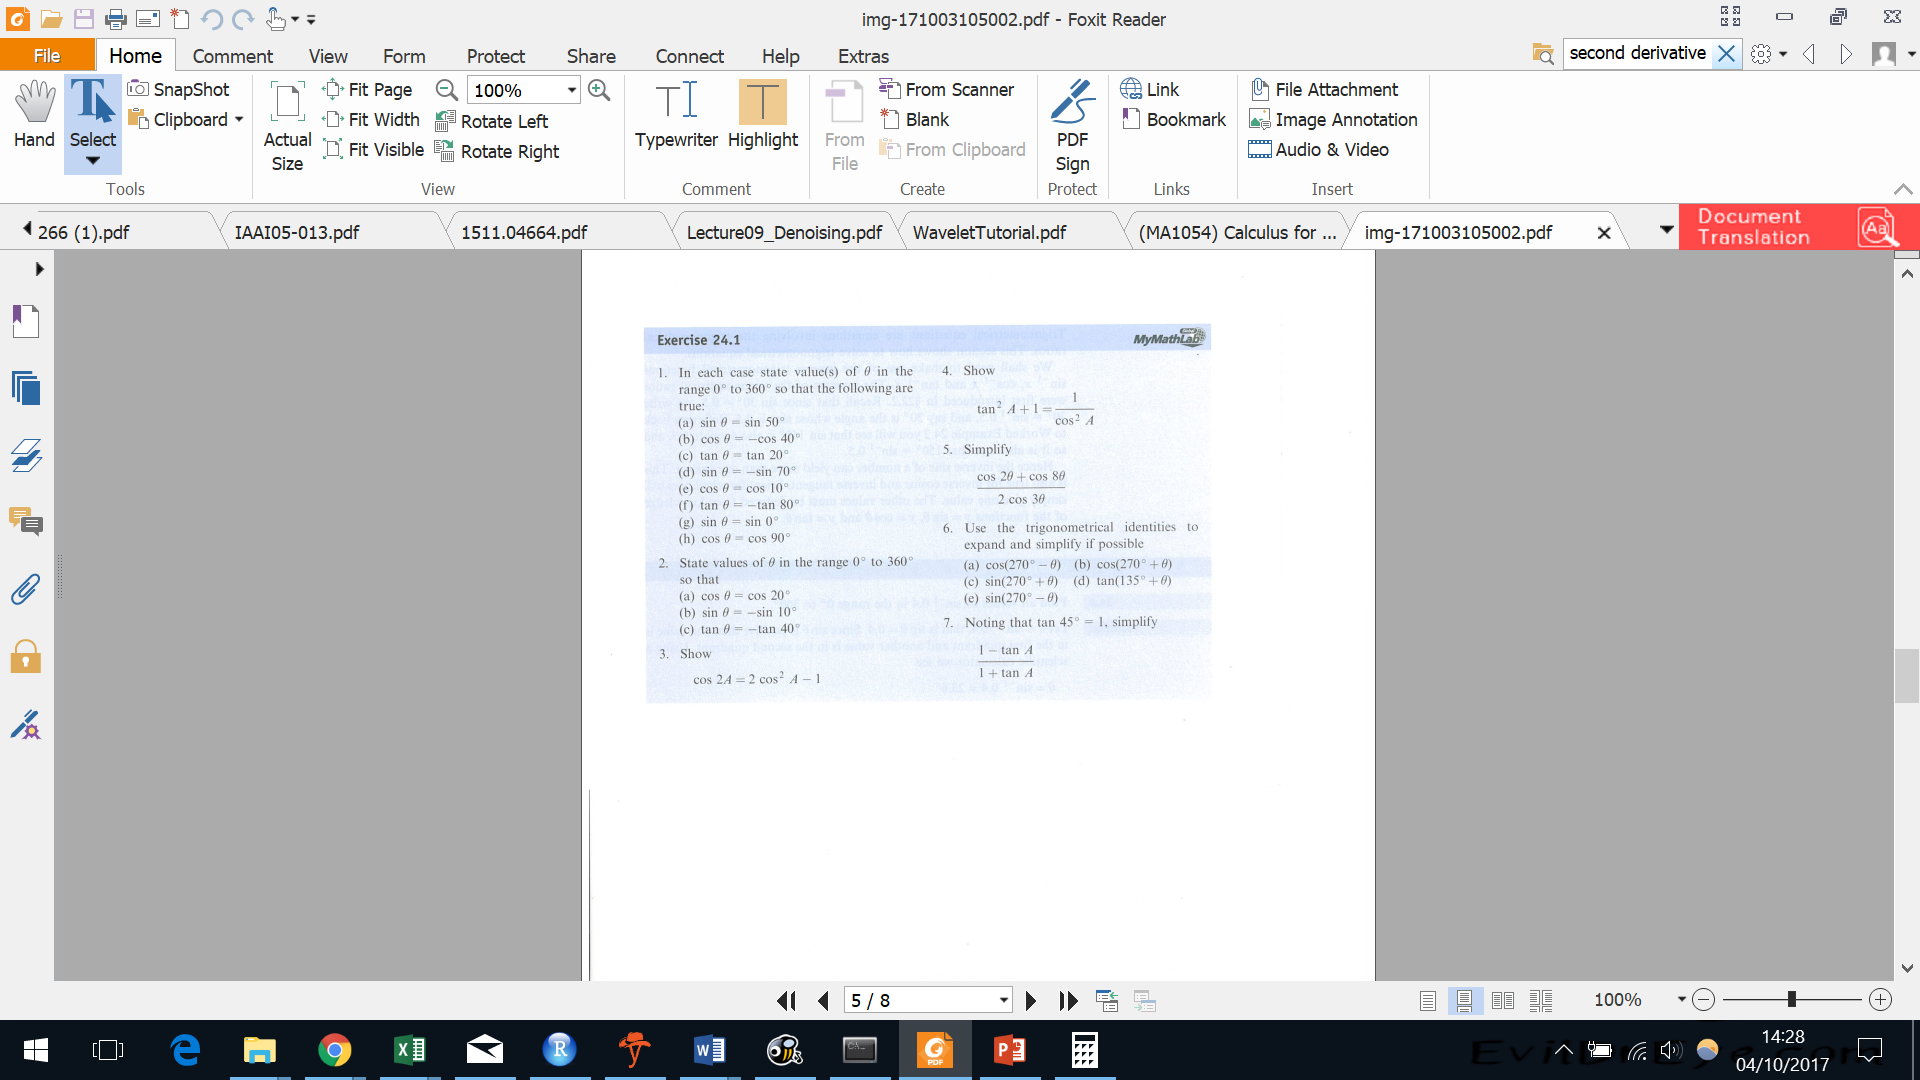 img-171003105002.pdf - Foxit Reader
File Home Comment View Form Protect Share Connect Help Extras
second derivative
Hand
Select
SnapShot
Clipboard
Tools
Actual Size
Fit Page
Fit Width
Fit Visible
100%
Rotate Left
Rotate Right
View
Typewriter
Highlight
Comment
From File
From Scanner
Blank
From Clipboard
Create
PDF Sign
Protect
Link
Bookmark
Links
File Attachment
Image Annotation
Audio & Video
Insert
266 (1).pdf
IAAI05-013.pdf
1511.04664.pdf
Lecture09_Denoising.pdf
WaveletTutorial.pdf
(MA1054) Calculus for ...
img-171003105002.pdf
Document
Translation
Exercise 24.1
MyMathLab
1. In each case state value(s) of θ in the
range 0° to 360° so that the following are
true:
(a) sin θ = sin 50°
(b) cos θ = −cos 40°
(c) tan θ = tan 20°
(d) sin θ = −sin 70°
(e) cos θ = cos 10°
(f) tan θ = −tan 80°
(g) sin θ = sin 0°
(h) cos θ = cos 90°
2. State values of θ in the range 0° to 360°
so that
(a) cos θ = cos 20°
(b) sin θ = −sin 10°
(c) tan θ = −tan 40°
3. Show
cos 2A = 2 cos² A − 1
4. Show
tan² A + 1 = 1 / cos² A
5. Simplify
cos 2θ + cos 8θ
2 cos 3θ
6. Use the trigonometrical identities to
expand and simplify if possible
(a) cos(270° − θ) (b) cos(270° + θ)
(c) sin(270° + θ) (d) tan(135° + θ)
(e) sin(270° − θ)
7. Noting that tan 45° = 1, simplify
1 − tan A
1 + tan A
5 / 8
100%
14:28
04/10/2017